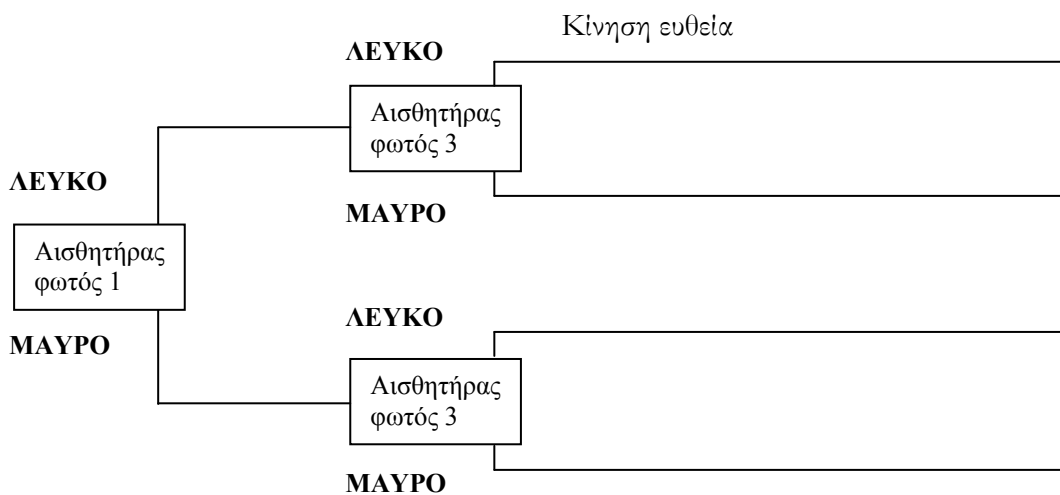 Κίνηση ευθεία
ΛΕΥΚΟ
Αισθητήρας
φωτός 3
ΛΕΥΚΟ
ΜΑΥΡΟ
Αισθητήρας
φωτός 1
ΛΕΥΚΟ
ΜΑΥΡΟ
Αισθητήρας
φωτός 3
ΜΑΥΡΟ